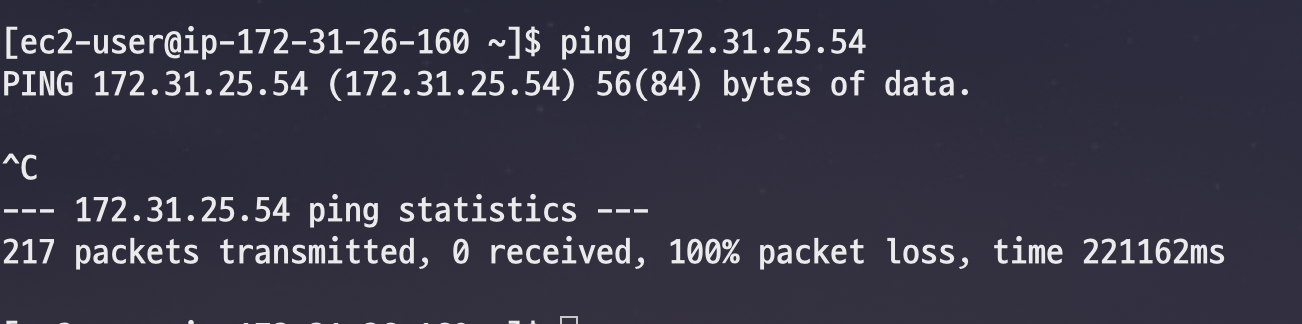 [ec2-user@ip-172-31-26-160 ~]$ ping 172.31.25.54
PING 172.31.25.54 (172.31.25.54) 56(84) bytes of data.
^C
--- 172.31.25.54 ping statistics ---
217 packets transmitted, 0 received, 100% packet loss, time 221162ms